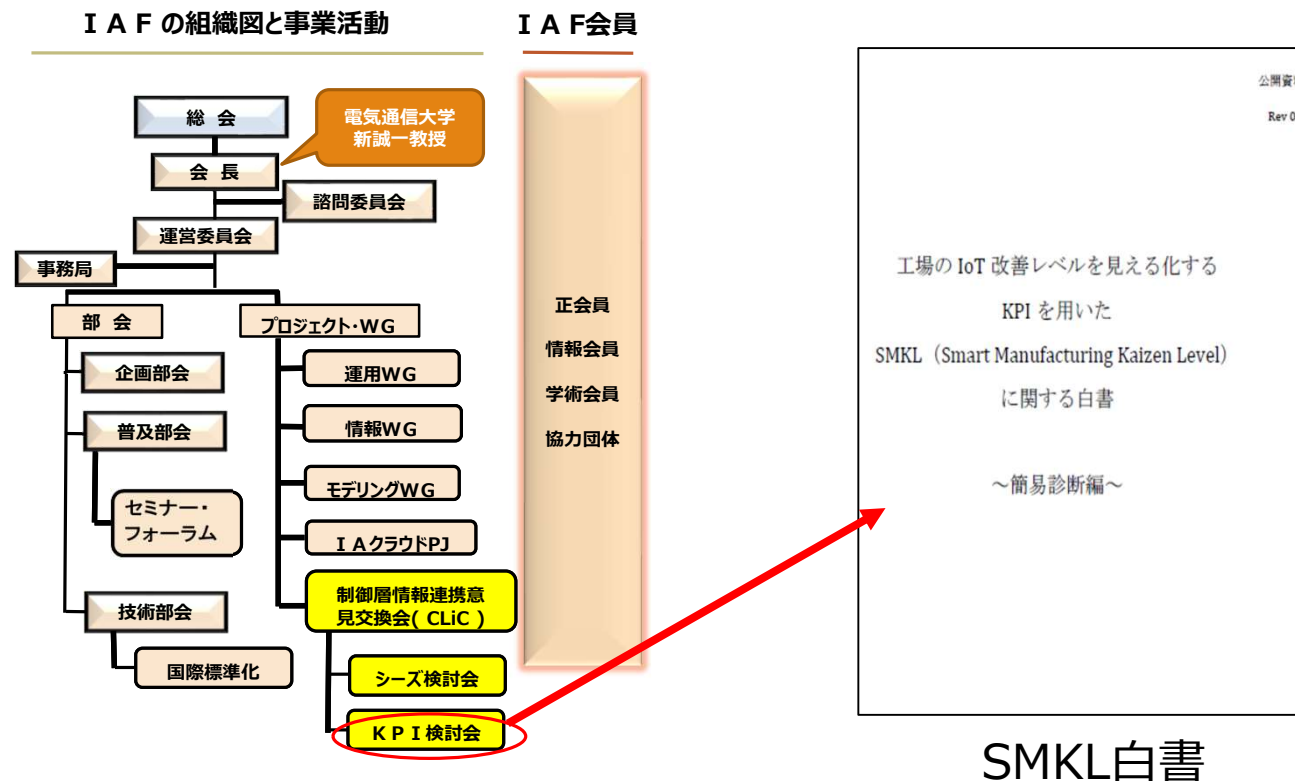 ＩＡＦの組織図と事業活動
ＩＡＦ会員
総 会
電気通信大学
新誠一教授
会 長
諮問委員会
運営委員会
事務局
部 会
プロジェクト・WG
企画部会
運用WG
普及部会
情報WG
セミナー・
フォーラム
モデリングWG
ＩＡクラウドPJ
技術部会
制御層情報連携意
見交換会( CLiC )
国際標準化
シーズ検討会
ＫＰＩ検討会
正会員
情報会員
学術会員
協力団体
公開資
Rev 0
工場の IoT 改善レベルを見える化する
KPI を用いた
SMKL（Smart Manufacturing Kaizen Level）
に関する白書
～簡易診断編～
SMKL白書